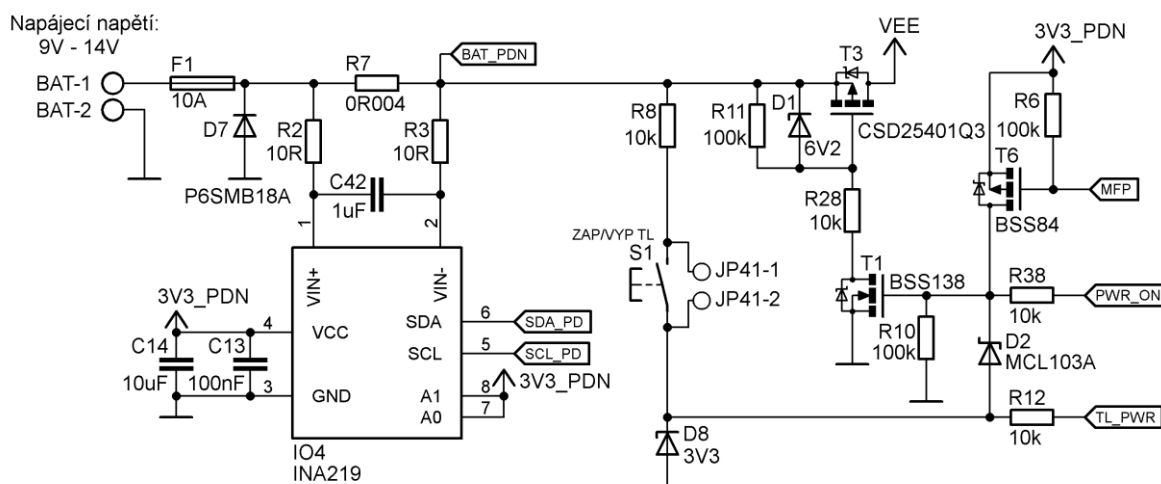 Napájecí napětí:
9V - 14V
BAT-1
BAT-2
F1
10A
D7
P6SMB18A
R7
0R004
R2
10R
R3
10R
C42
1uF
BAT_PDN
1
2
VIN+
VIN-
3V3_PDN
4
VCC
C14
10uF
C13
100nF
3
GND
SDA
6
SDA_PD
SCL
5
SCL_PD
3V3_PDN
A1
8
A0
7
IO4
INA219
R8
10k
ZAP/VYP TL
S1
JP41-1
JP41-2
D8
3V3
R11
100k
D1
6V2
T3
VEE
CSD25401Q3
R28
10k
T1
BSS138
R10
100k
3V3_PDN
R6
100k
T6
BSS84
MFP
R38
10k
PWR_ON
D2
MCL103A
R12
10k
TL_PWR